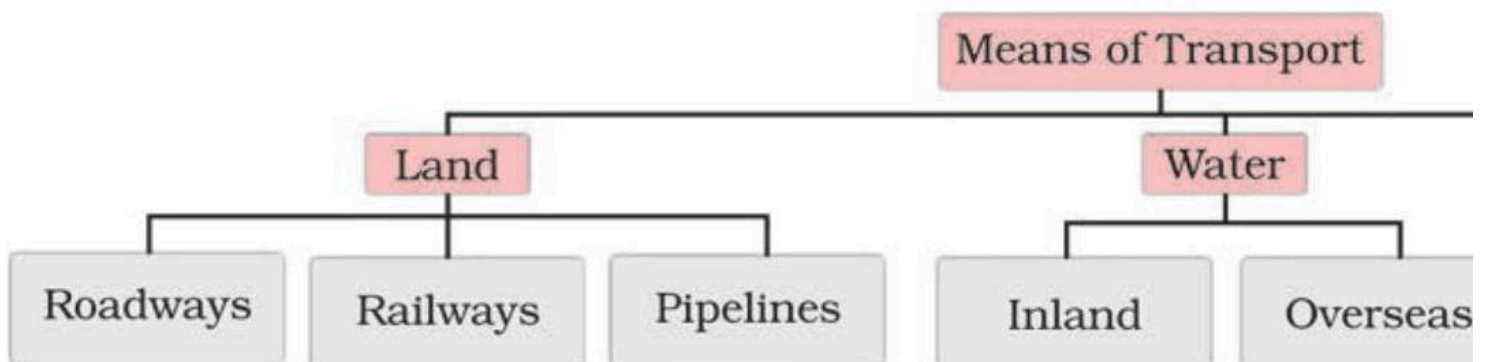 Means of Transport
Land
Water
Roadways
Railways
Pipelines
Inland
Overseas